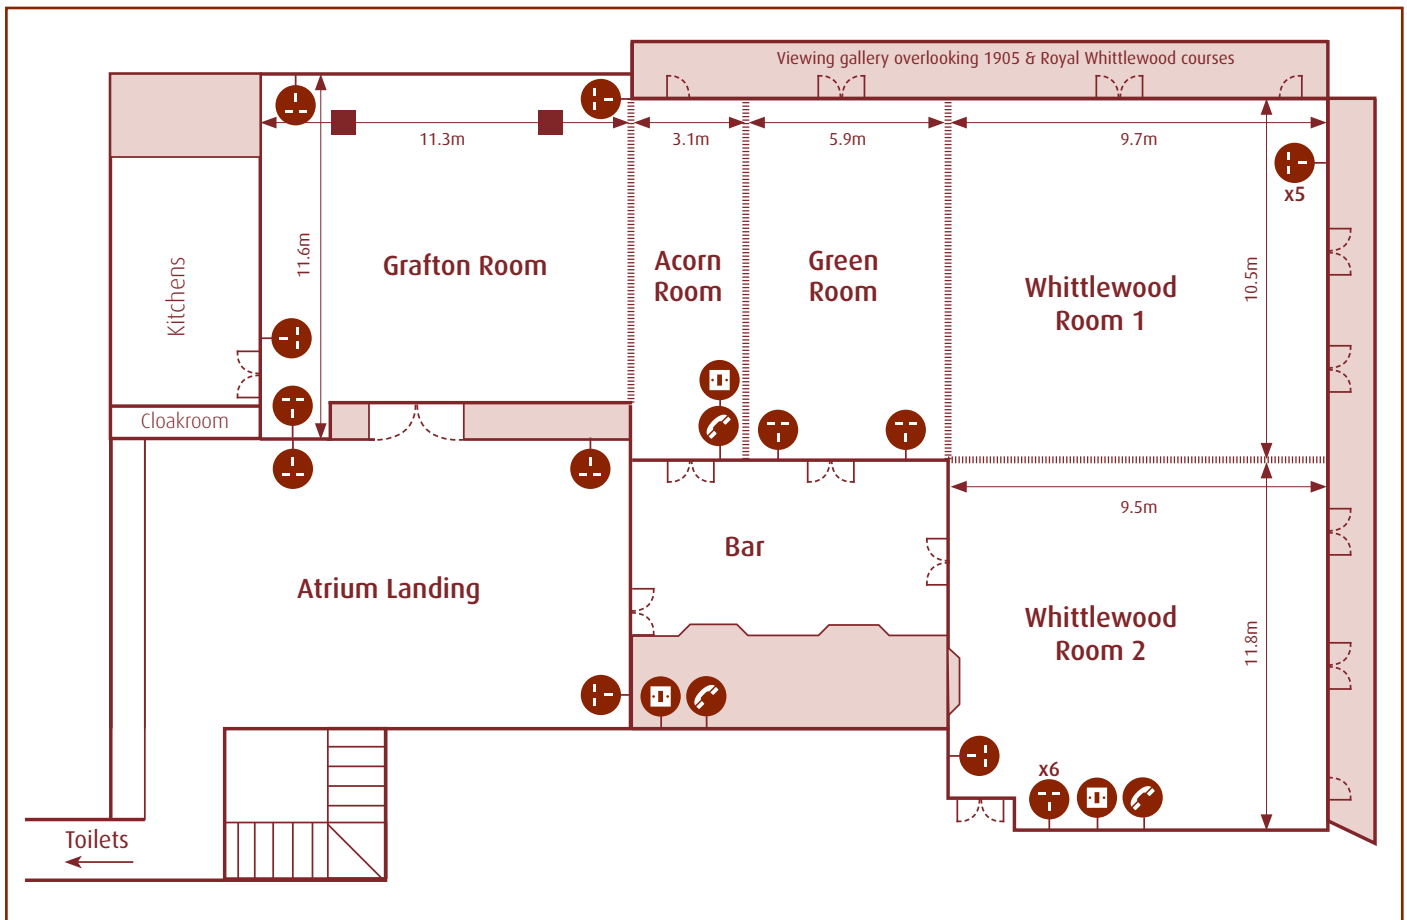 Viewing gallery overlooking 1905 & Royal Whittlewood courses
11.3m
3.1m
5.9m
9.7m
x5
11.6m
Kitchens
Grafton Room
Acorn
Room
Green
Room
Whittlewood
Room 1
10.5m
Cloakroom
9.5m
Bar
Atrium Landing
Whittlewood
Room 2
11.8m
x6
Toilets